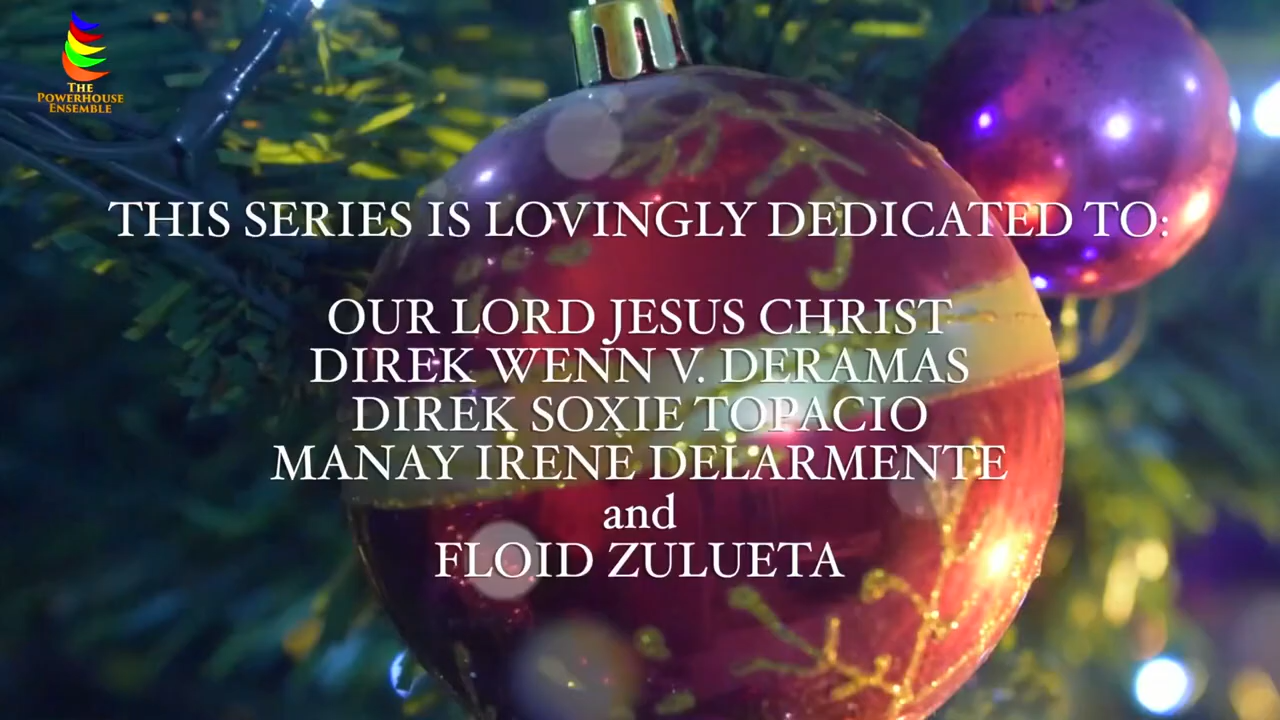 THE
POWERHOUSE
ENSEMBLE
THIS SERIES IS LOVINGLY DEDICATED TO:
OUR LORD JESUS CHRIST
DIREK WENN V. DERAMAS
DIREK SOXIE TOPACIO
MANAY IRENE DELARMENTE
and
FLOID ZULUETA